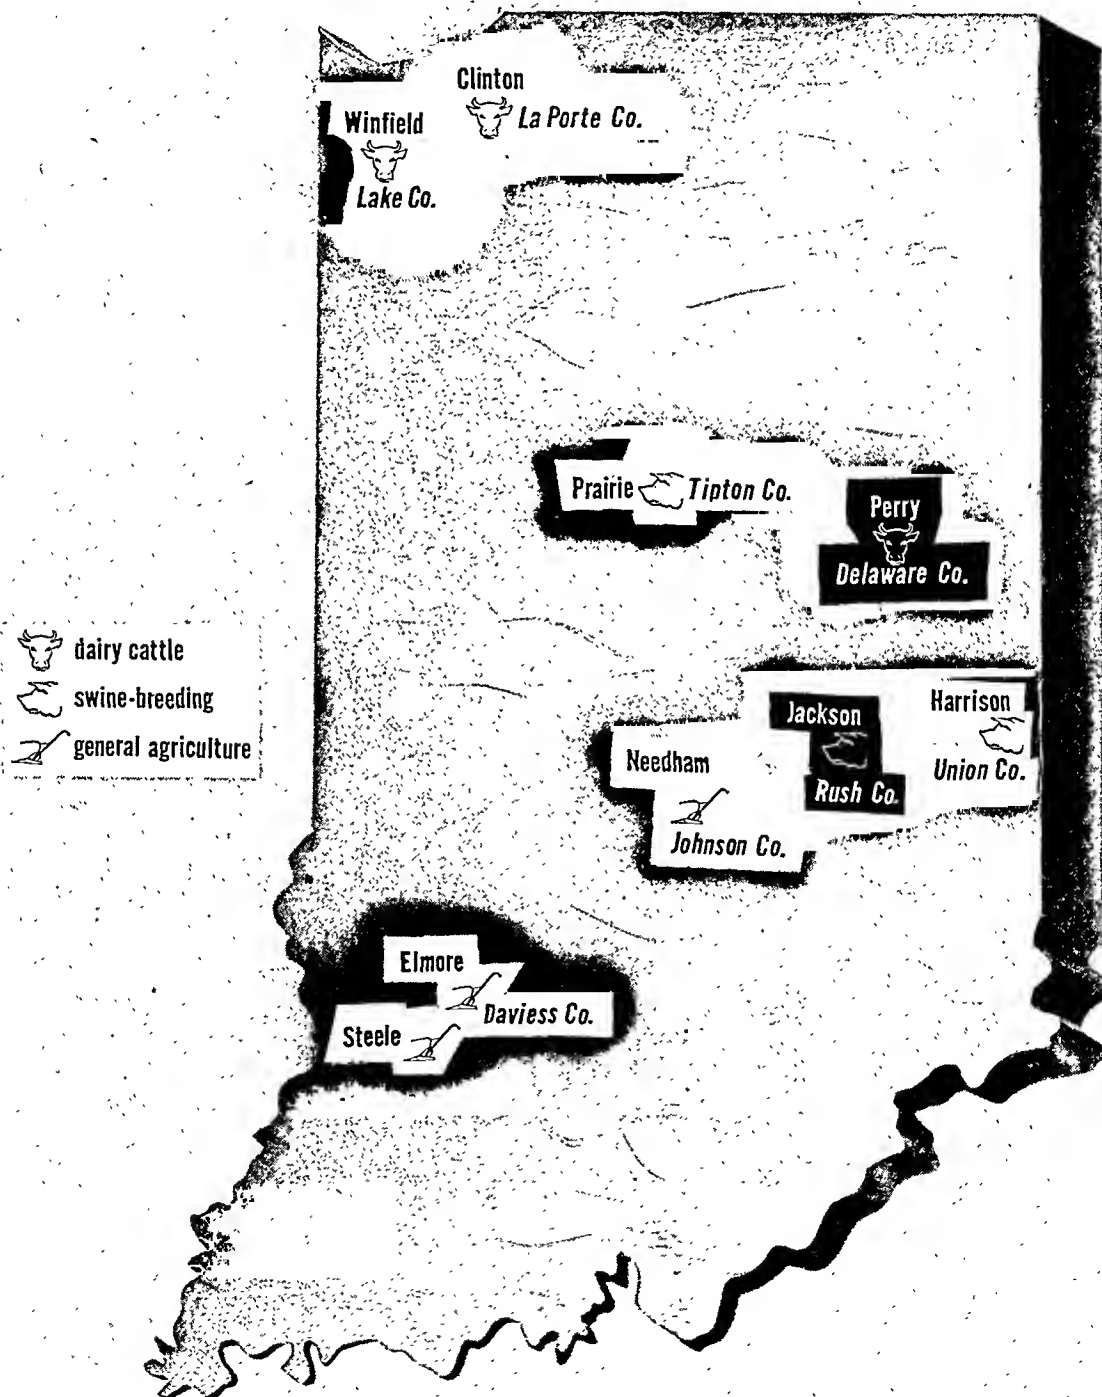 Clinton
La Porte Co.
Winfield
Lake Co.
Prairie Tipton Co.
Perry
Delaware Co.
dairy cattle
swine-breeding
general agriculture
Harrison
Union Co.
Jackson
Rush Co.
Needham
Johnson Co.
Elmore
Daviess Co.
Steele